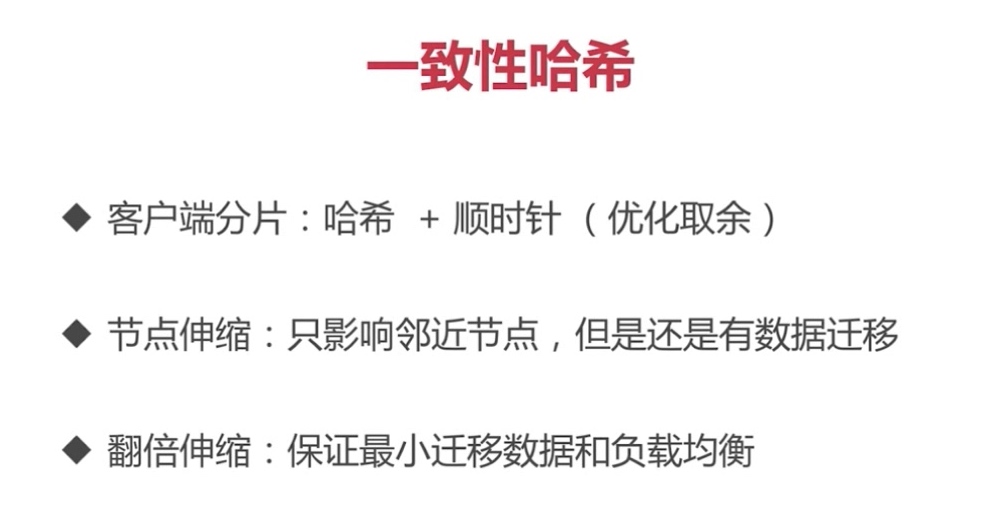 一致性哈希
◆ 客户端分片：哈希 + 顺时针（优化取余）
◆ 节点伸缩：只影响邻近节点，但是还是有数据迁移
◆ 翻倍伸缩：保证最小迁移数据和负载均衡